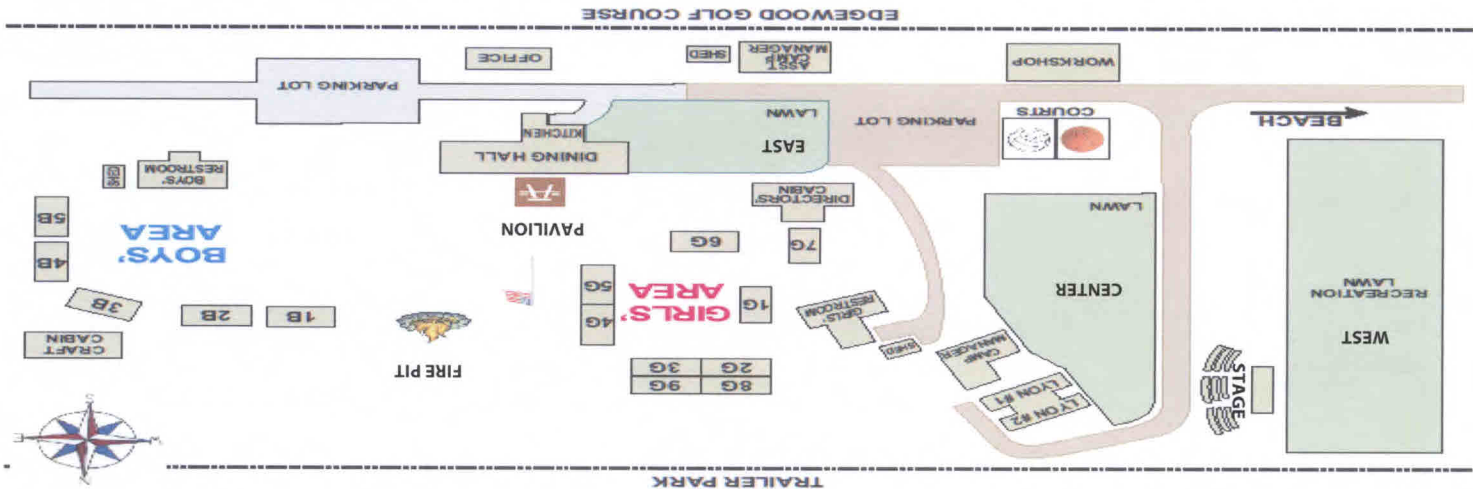 TRAILER PARK
N
W
E
S
STAGE
WEST
RECREATION
LAWN
LYON #2
LYON #1
CAMP
MANAGER
CENTER
LAWN
SHED
GIRLS'
RESTROOM
8G
9G
2G
3G
1G
GIRLS'
AREA
4G
5G
6G
7G
DIRECTORS'
CABIN
FIRE PIT
PAVILION
CRAFT
CABIN
1B
2B
3B
4B
5B
BOYS'
AREA
BOYS'
RESTROOM
SHED
DINING HALL
KITCHEN
EAST
LAWN
BEACH
COURTS
PARKING LOT
PARKING LOT
WORKSHOP
ASST
CAMP
MANAGER
SHED
OFFICE
EDGEWOOD GOLF COURSE